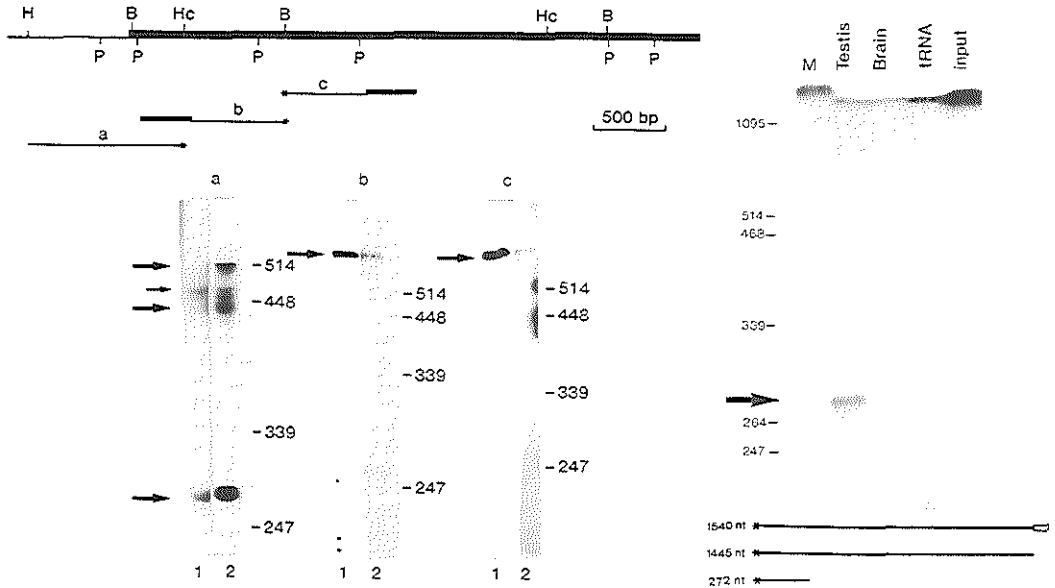 H B Hc B Hc B
P P P P P P
c
b
a
500 bp
a b c
-514
-448
-339
-247
1 2
-514
-448
-339
-247
1 2
-514
-448
-339
-247
1 2
M Testis Brain tRNA input
1095-
514-
468-
339-
264-
247-
1540 nt
1445 nt
272 nt